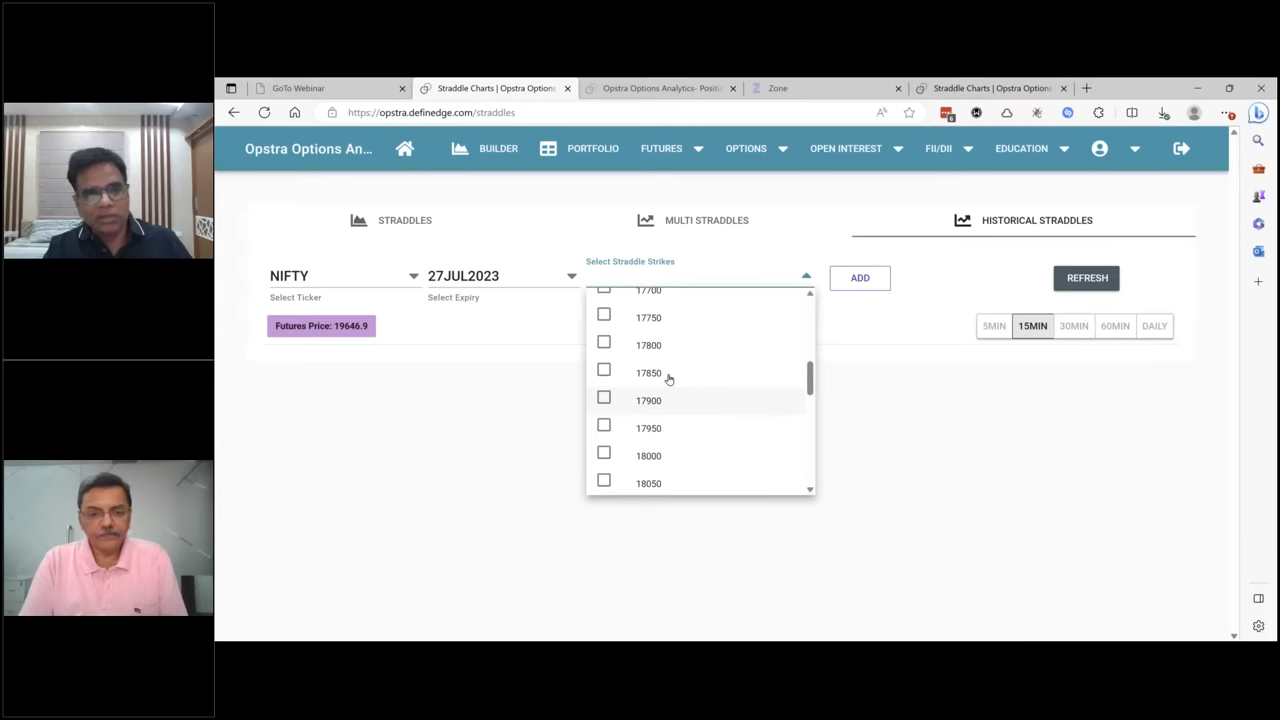 GoTo Webinar
Straddle Charts | Opstra Options
Opstra Options Analytics- Positi
Zone
Straddle Charts | Opstra Options
https://opstra.definedge.com/straddles
Opstra Options An...
BUILDER
PORTFOLIO
FUTURES
OPTIONS
OPEN INTEREST
FII/DII
EDUCATION
STRADDLES
MULTI STRADDLES
HISTORICAL STRADDLES
Select Straddle Strikes
NIFTY
27JUL2023
ADD
REFRESH
Select Ticker
Select Expiry
Futures Price: 19646.9
5MIN
15MIN
30MIN
60MIN
DAILY
17700
17750
17800
17850
17900
17950
18000
18050